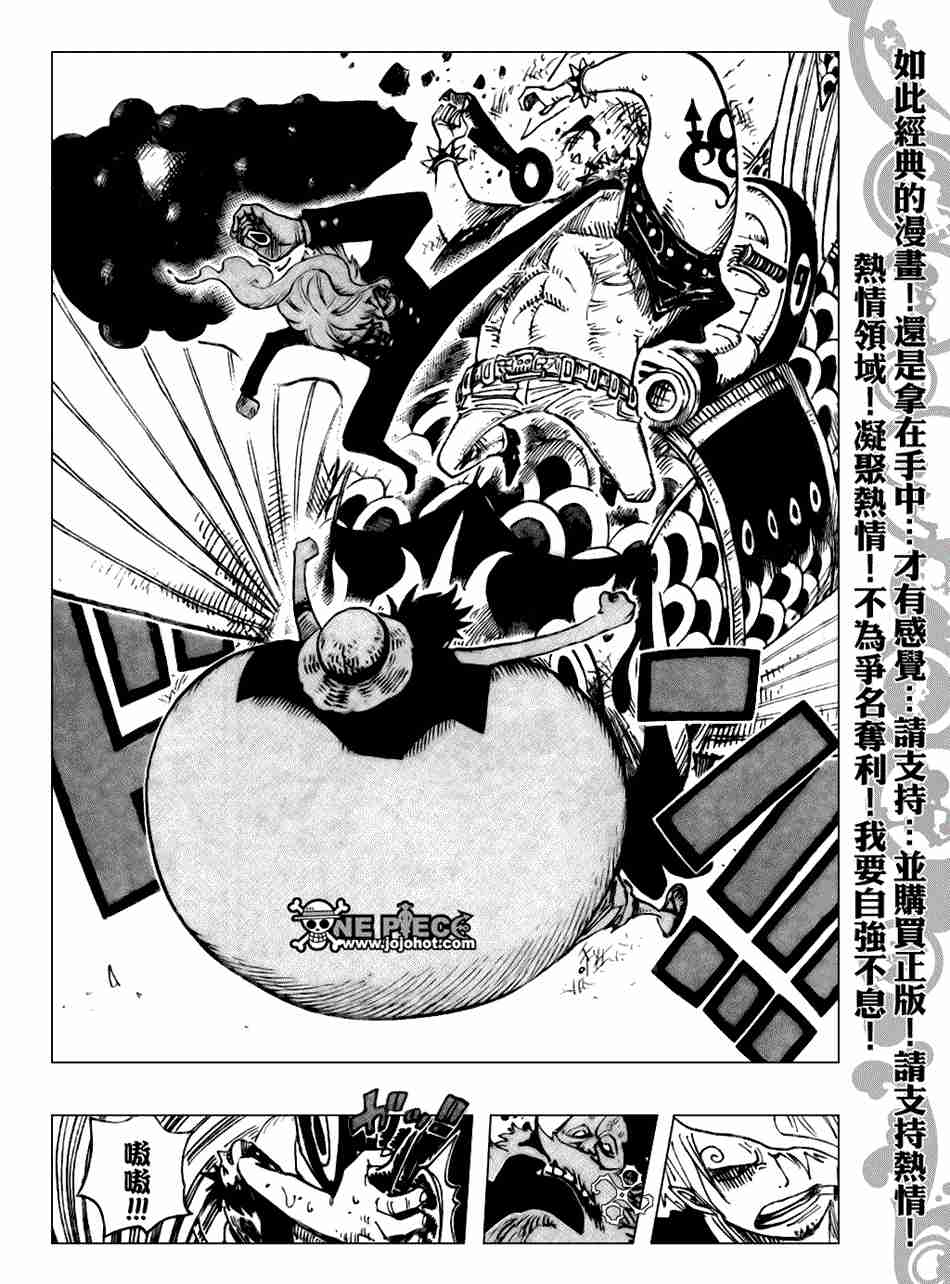 如此經典的漫畫！還是拿在手中…才有感覺…請支持…並購買正版！請支持熱情！
熱情領域！凝聚熱情！不為爭名奪利！我要自強不息！
ONE PIECE
www.jojohot.com
嗷
嗷!!!